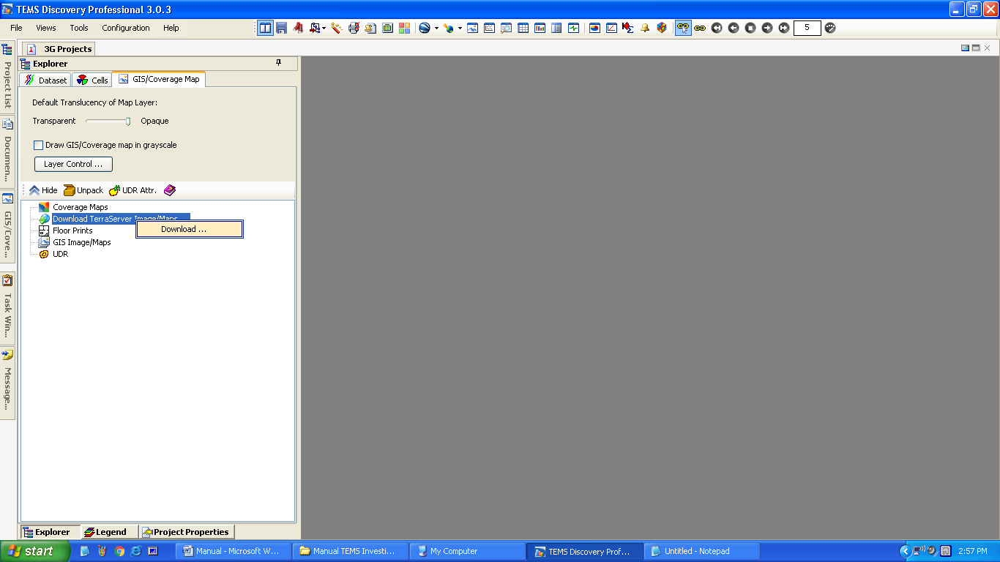 TEMS Discovery Professional 3.0.3
File Views Tools Configuration Help 5
3G Projects
Explorer
Dataset Cells GIS/Coverage Map
Default Translucency of Map Layer:
Transparent Opaque
Draw GIS/Coverage map in grayscale
Layer Control ...
Hide Unpack UDR Attr.
Coverage Maps
Download TerraServer Image/Maps
Download ...
Floor Prints
GIS Image/Maps
UDR
Project List
Documen...
GIS/Cove...
Task Win...
Message...
Explorer Legend Project Properties
start Manual - Microsoft W... Manual TEMS Investi... My Computer TEMS Discovery Prof... Untitled - Notepad 2:57 PM